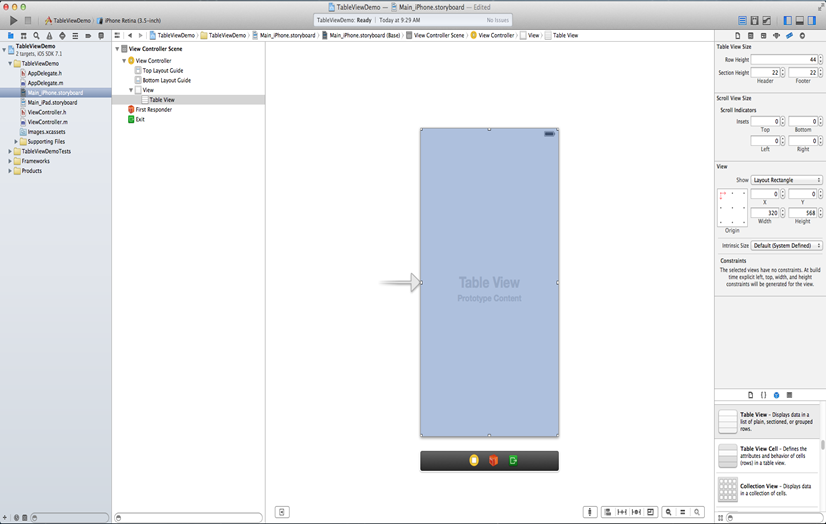 TableViewDemo — Main_iPhone.storyboard — Edited
TableViewDemo iPhone Retina (3.5-inch)
TableViewDemo: Ready Today at 9:29 AM No Issues
TableViewDemo TableViewDemo Main_iPhone.storyboard Main_iPhone.storyboard (Base) View Controller Scene View Controller View Table View
TableViewDemo
2 targets, iOS SDK 7.1
TableViewDemo
AppDelegate.h
AppDelegate.m
Main_iPhone.storyboard
Main_iPad.storyboard
ViewController.h
ViewController.m
Images.xcassets
Supporting Files
TableViewDemoTests
Frameworks
Products
View Controller Scene
View Controller
Top Layout Guide
Bottom Layout Guide
View
Table View
First Responder
Exit
Table View
Prototype Content
Table View Size
Row Height 44
Section Height 22 22
Header Footer
Scroll View Size
Scroll Indicators
Insets 0 0
Top Bottom
0 0
Left Right
View
Show Layout Rectangle
0 0
X Y
320 568
Width Height
Origin
Intrinsic Size Default (System Defined)
Constraints
The selected views have no constraints. At build
time explicit left, top, width, and height
constraints will be generated for the view.
Table View - Displays data in a
list of plain, sectioned, or grouped
rows.
Table View Cell - Defines the
attributes and behavior of cells
(rows) in a table view.
Collection View - Displays data
in a collection of cells.